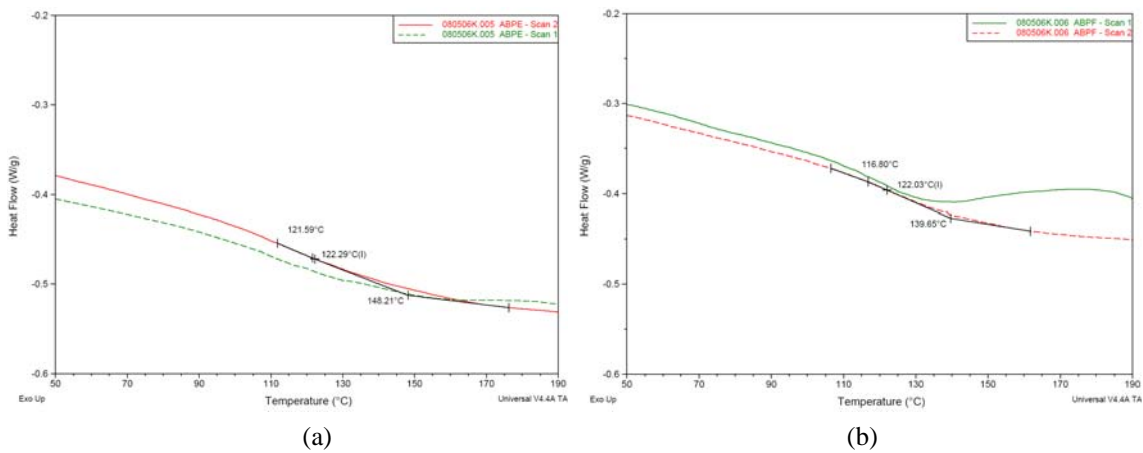 080506K.005 ABPE - Scan 2
080506K.005 ABPE - Scan 1
-0.2
-0.3
-0.4
-0.5
-0.6
Heat Flow (W/g)
121.59°C
122.29°C(I)
148.21°C
50 70 90 110 130 150 170 190
Exo Up Temperature (°C) Universal V4.4A TA
(a)
080506K.006 ABPF - Scan 1
080506K.006 ABPF - Scan 2
-0.2
-0.3
-0.4
-0.5
-0.6
Heat Flow (W/g)
116.80°C
122.03°C(I)
139.65°C
50 70 90 110 130 150 170 190
Exo Up Temperature (°C) Universal V4.4A TA
(b)